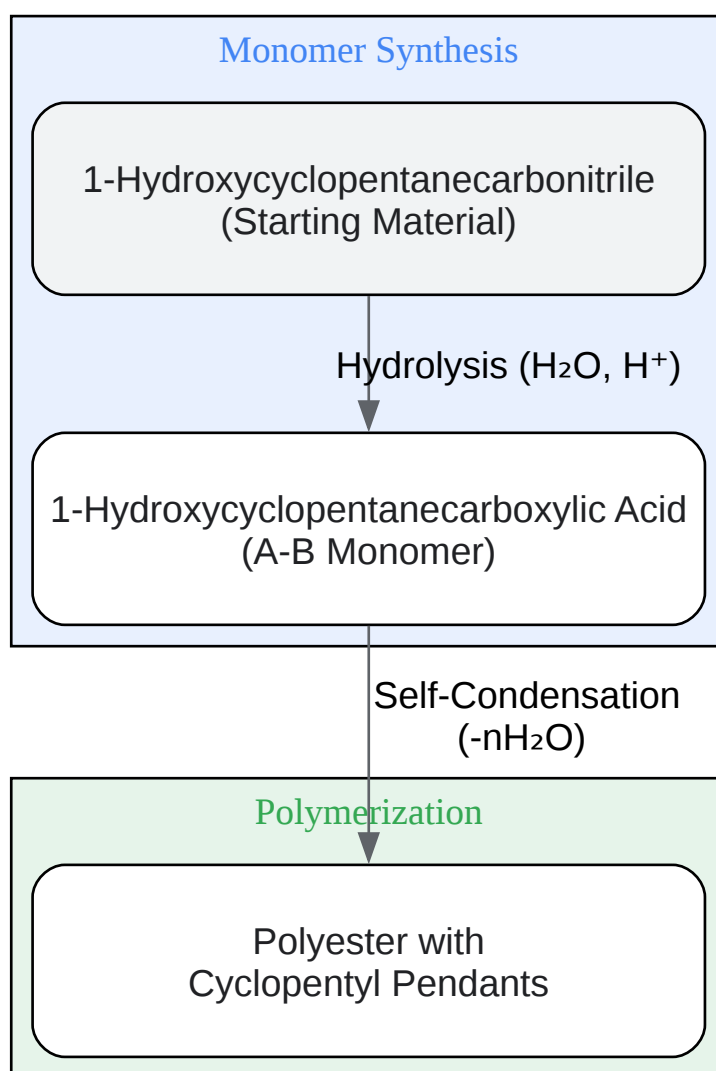 Monomer Synthesis
1-Hydroxycyclopentanecarbonitrile
(Starting Material)
Hydrolysis (H₂O, H⁺)
1-Hydroxycyclopentanecarboxylic Acid
(A-B Monomer)
Self-Condensation
(-nH₂O)
Polymerization
Polyester with
Cyclopentyl Pendants